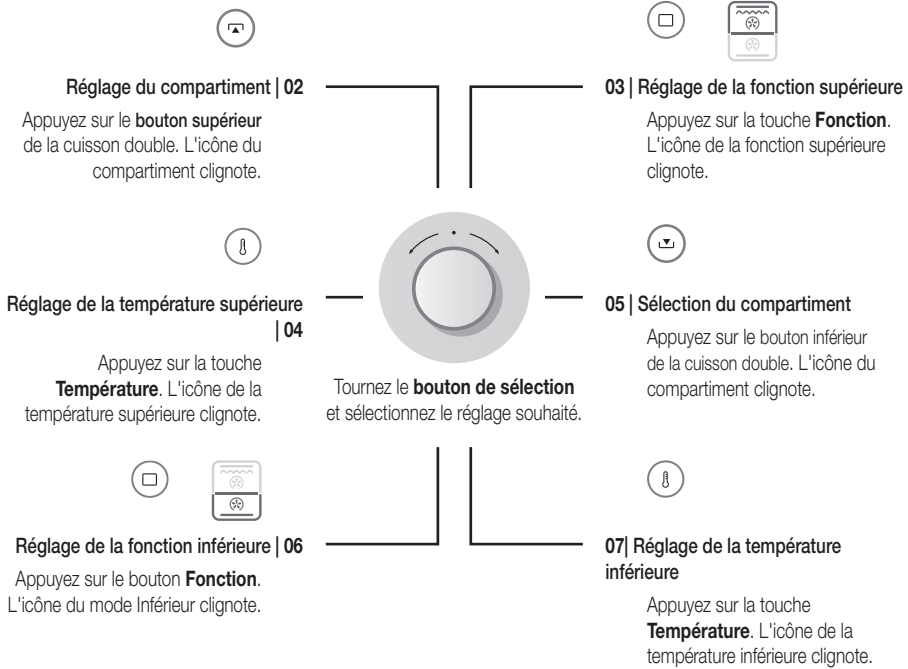 Réglage du compartiment | 02
Appuyez sur le bouton supérieur
de la cuisson double. L'icône du
compartiment clignote.
03 | Réglage de la fonction supérieure
Appuyez sur la touche Fonction.
L'icône de la fonction supérieure
clignote.
Réglage de la température supérieure
| 04
Appuyez sur la touche
Température. L'icône de la
température supérieure clignote.
Tournez le bouton de sélection
et sélectionnez le réglage souhaité.
05 | Sélection du compartiment
Appuyez sur le bouton inférieur
de la cuisson double. L'icône du
compartiment clignote.
Réglage de la fonction inférieure | 06
Appuyez sur le bouton Fonction.
L'icône du mode Inférieur clignote.
07| Réglage de la température
inférieure
Appuyez sur la touche
Température. L'icône de la
température inférieure clignote.